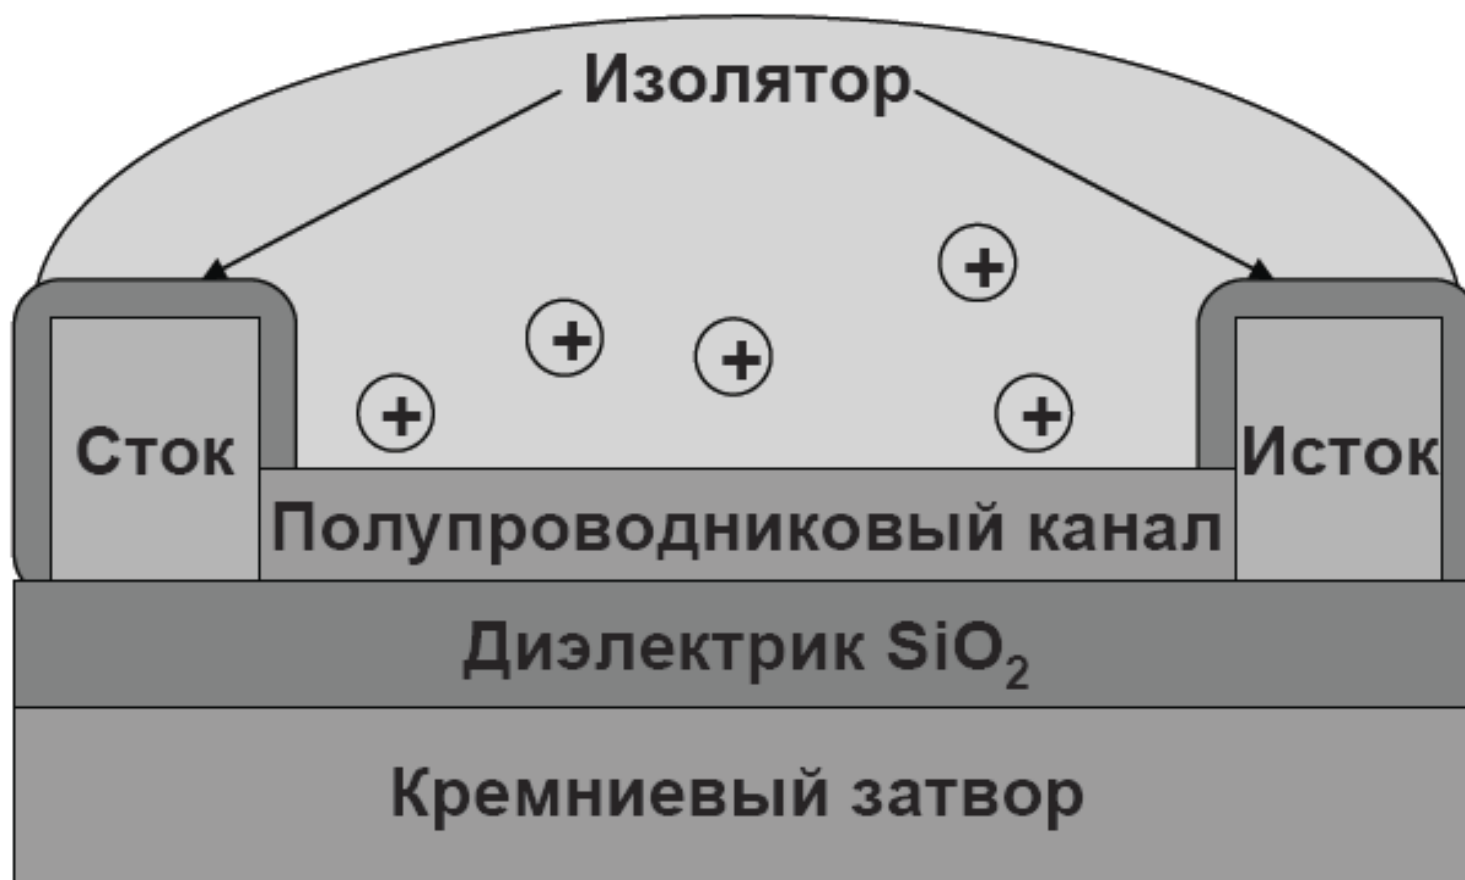 Изолятор
+
+
+
+
+
Сток
Исток
Полупроводниковый канал
Диэлектрик SiO₂
Кремниевый затвор